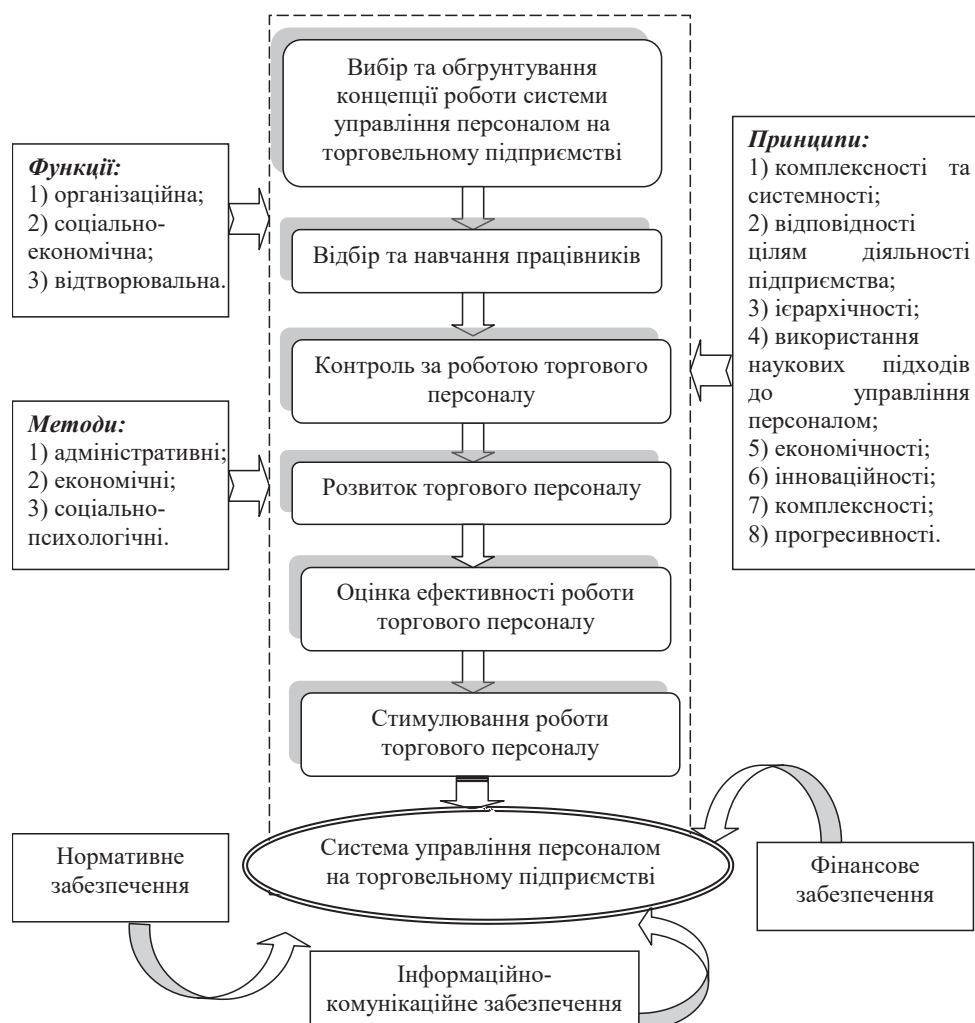 Вибір та обгрунтування
концепції роботи системи
управління персоналом на
торговельному підприємстві
Функції:
1) організаційна;
2) соціально-
економічна;
3) відтворювальна.
Принципи:
1) комплексності та
системності;
2) відповідності
цілям діяльності
підприємства;
3) ієрархічності;
4) використання
наукових підходів
до управління
персоналом;
5) економічності;
6) інноваційності;
7) комплексності;
8) прогресивності.
Відбір та навчання працівників
Контроль за роботою торгового
персоналу
Методи:
1) адміністративні;
2) економічні;
3) соціально-
психологічні.
Розвиток торгового персоналу
Оцінка ефективності роботи
торгового персоналу
Стимулювання роботи
торгового персоналу
Система управління персоналом
на торговельному підприємстві
Нормативне
забезпечення
Фінансове
забезпечення
Інформаційно-
комунікаційне забезпечення